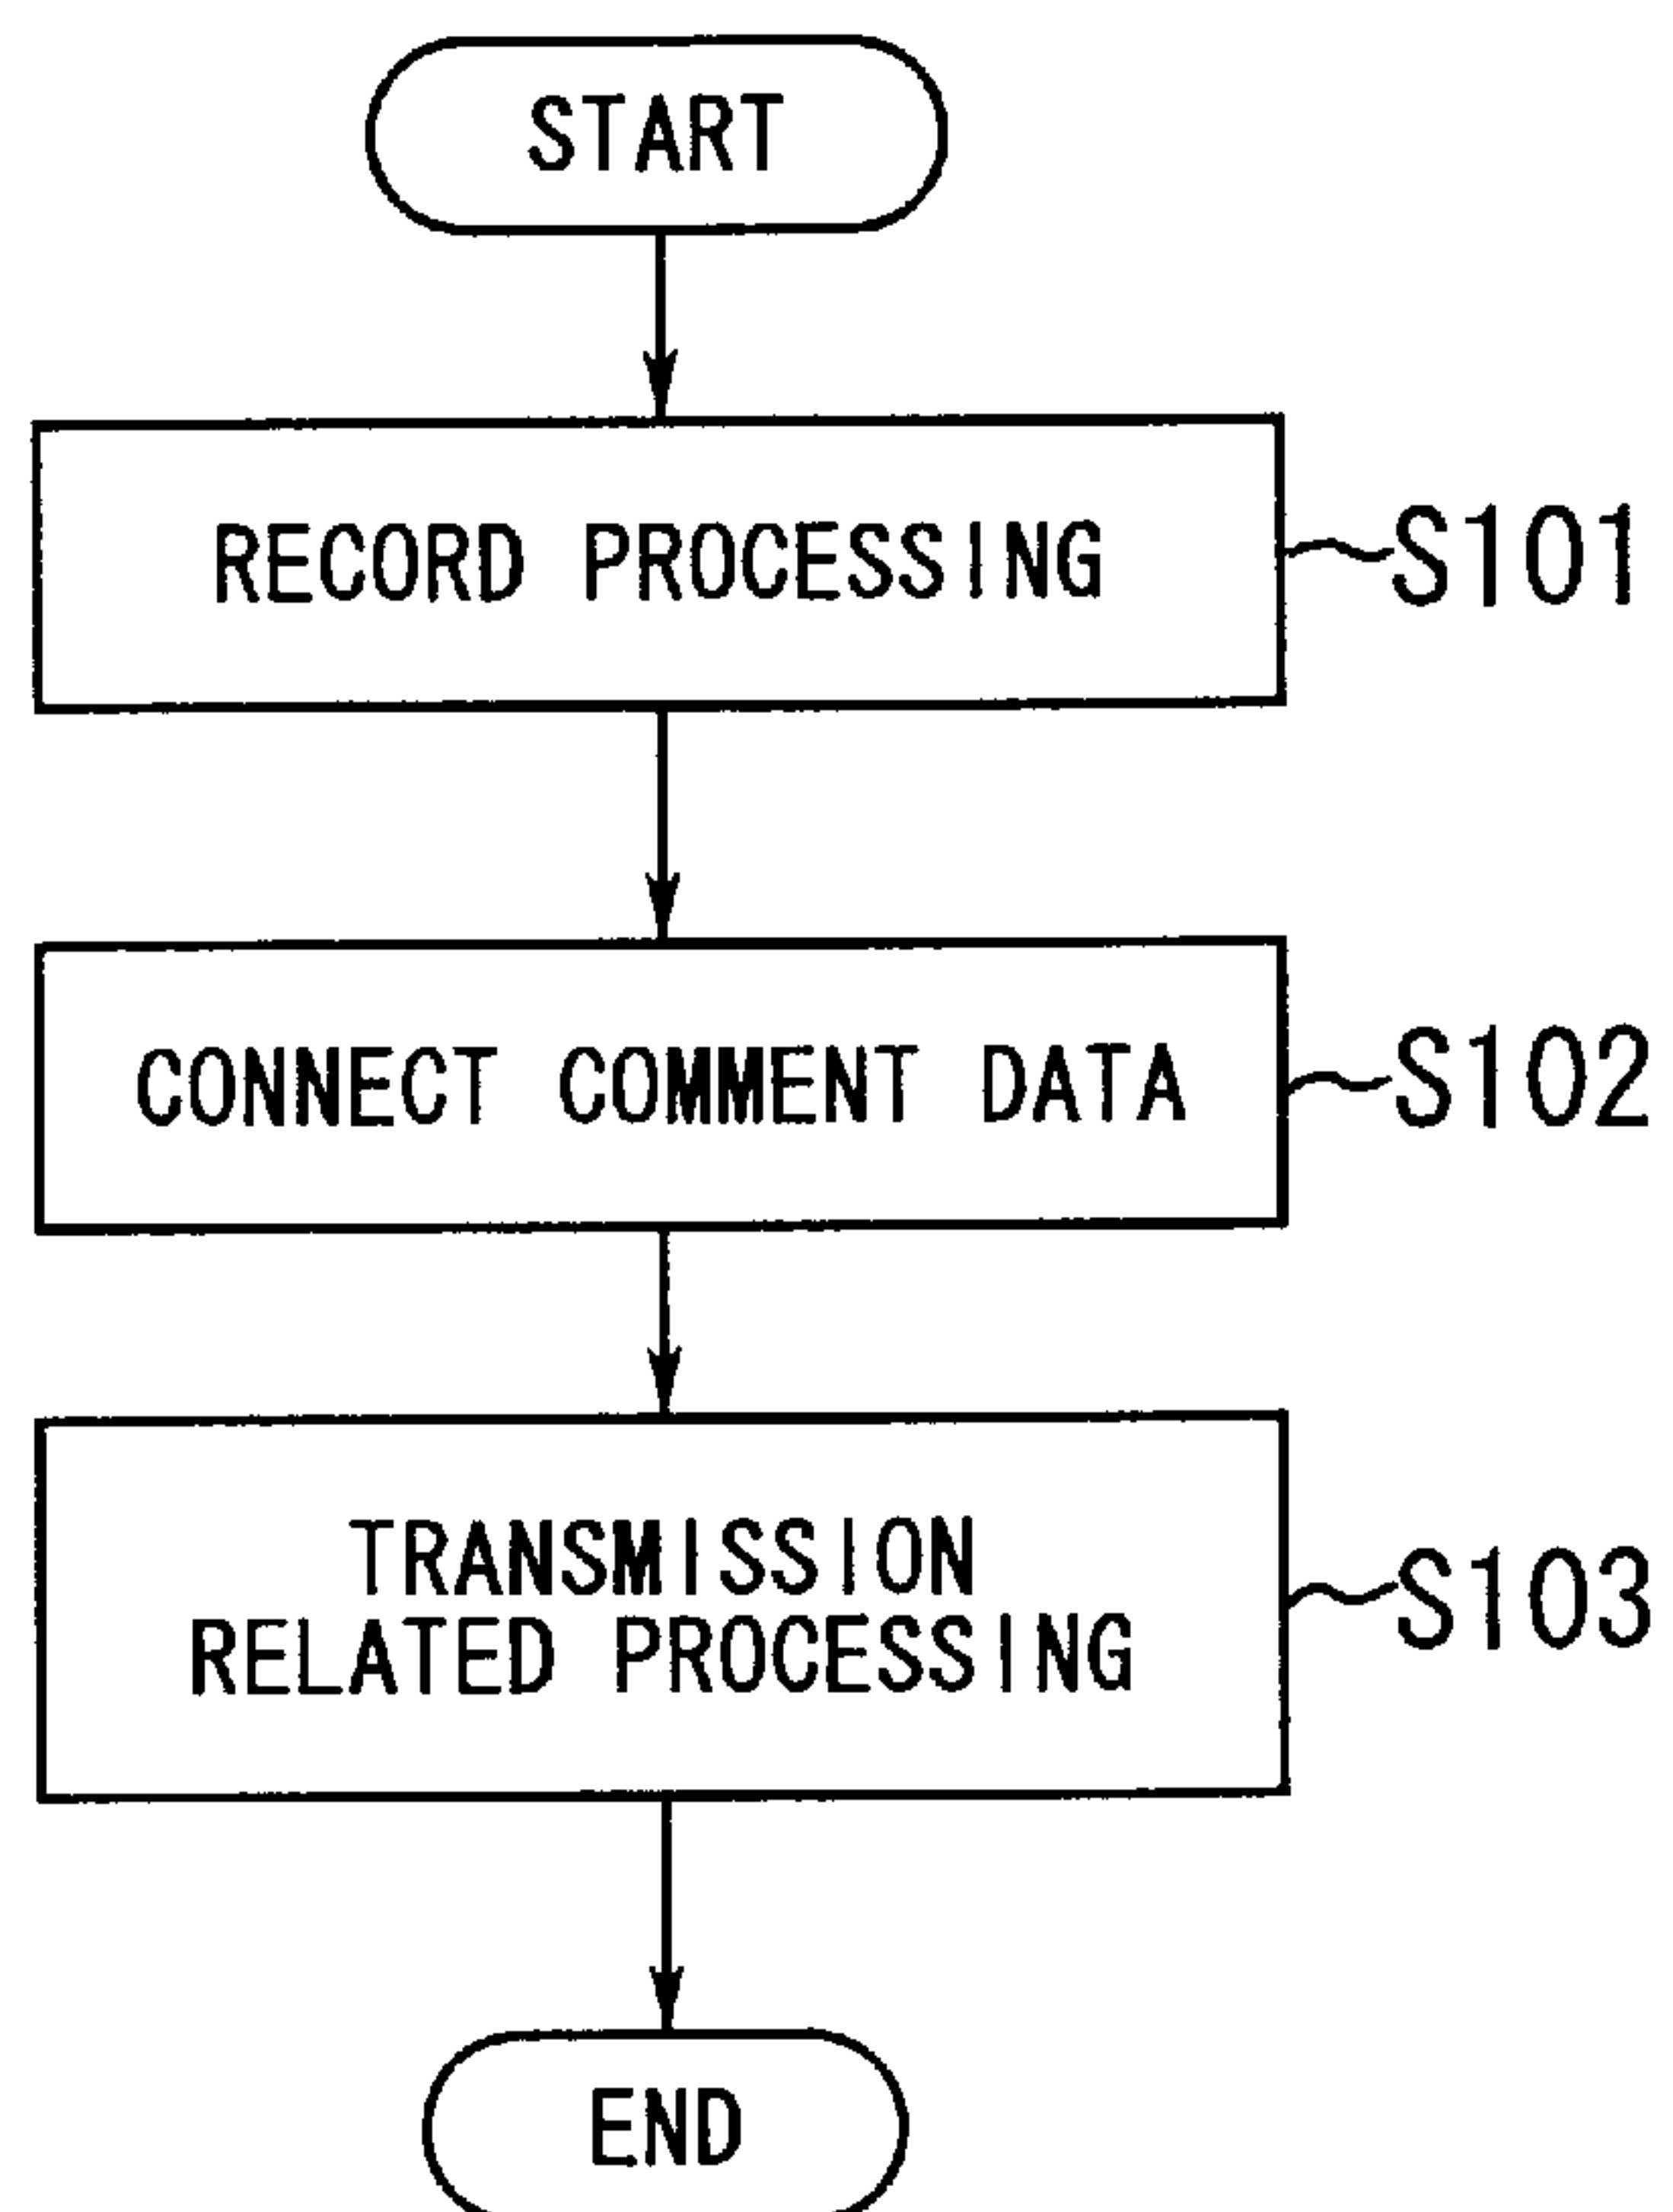 START
RECORD PROCESSING
S101
CONNECT COMMENT DATA
S102
TRANSMISSION
RELATED PROCESSING
S103
END